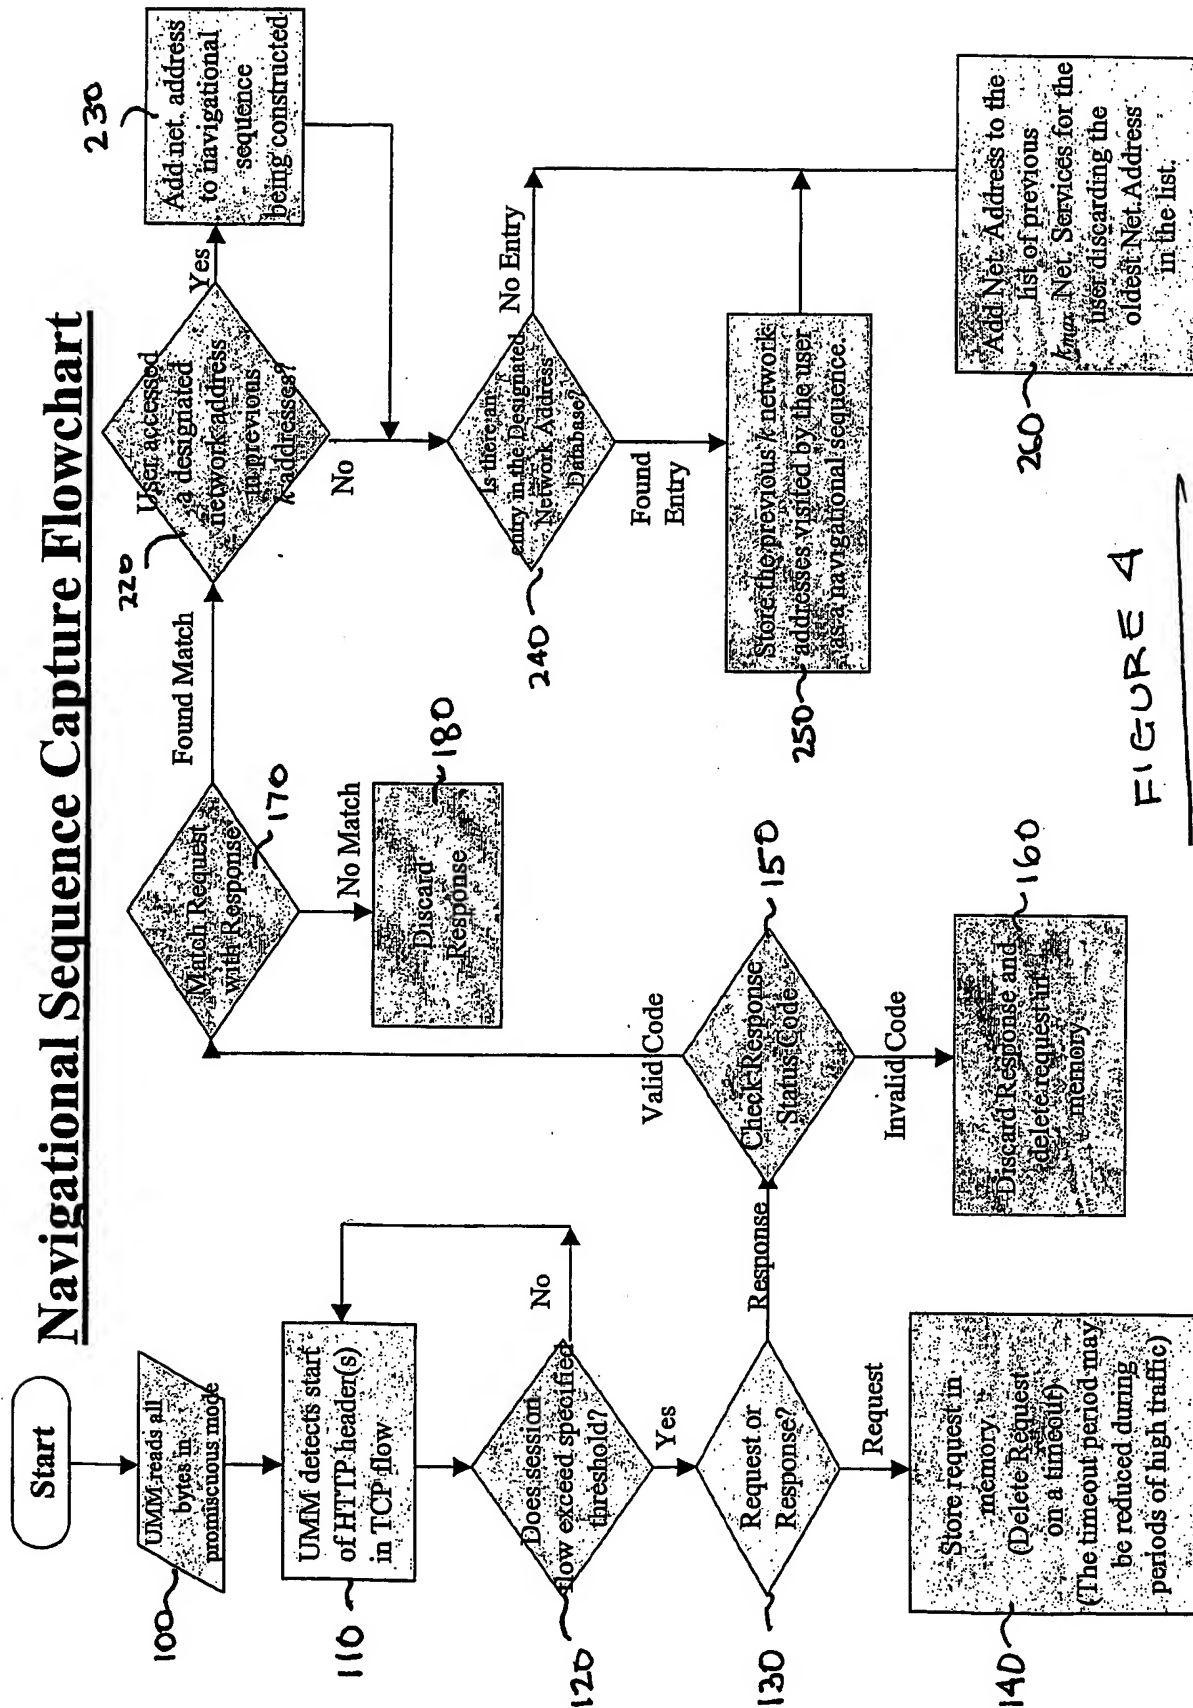 Navigational Sequence Capture Flowchart
Start
UMM reads all
bytes in
promiscuous mode
100
UMM detects start
of HTTP header(s)
in TCP flow
110
Does session
flow exceed specified
threshold?
120
No
Yes
Request or
Response?
130
Response
Request
Store request in
memory.
(Delete Request
on a timeout)
(The timeout period may
be reduced during
periods of high traffic)
140
Check Response
Status Code
150
Valid Code
Invalid Code
Discard Response and
delete request in
memory
160
Match Request
with Response
170
Found Match
No Match
Discard
Response
180
User accessed
a designated
network address
in previous
k addresses?
220
Yes
No
Add net. address
to navigational
sequence
being constructed
230
Is there an
entry in the Designated
Network Address
Database?
240
No Entry
Found
Entry
Store the previous k network
addresses visited by the user
as a navigational sequence.
250
Add Net. Address to the
list of previous
kmax Net. Services for the
user discarding the
oldest Net.Address
in the list.
260
FIGURE 4